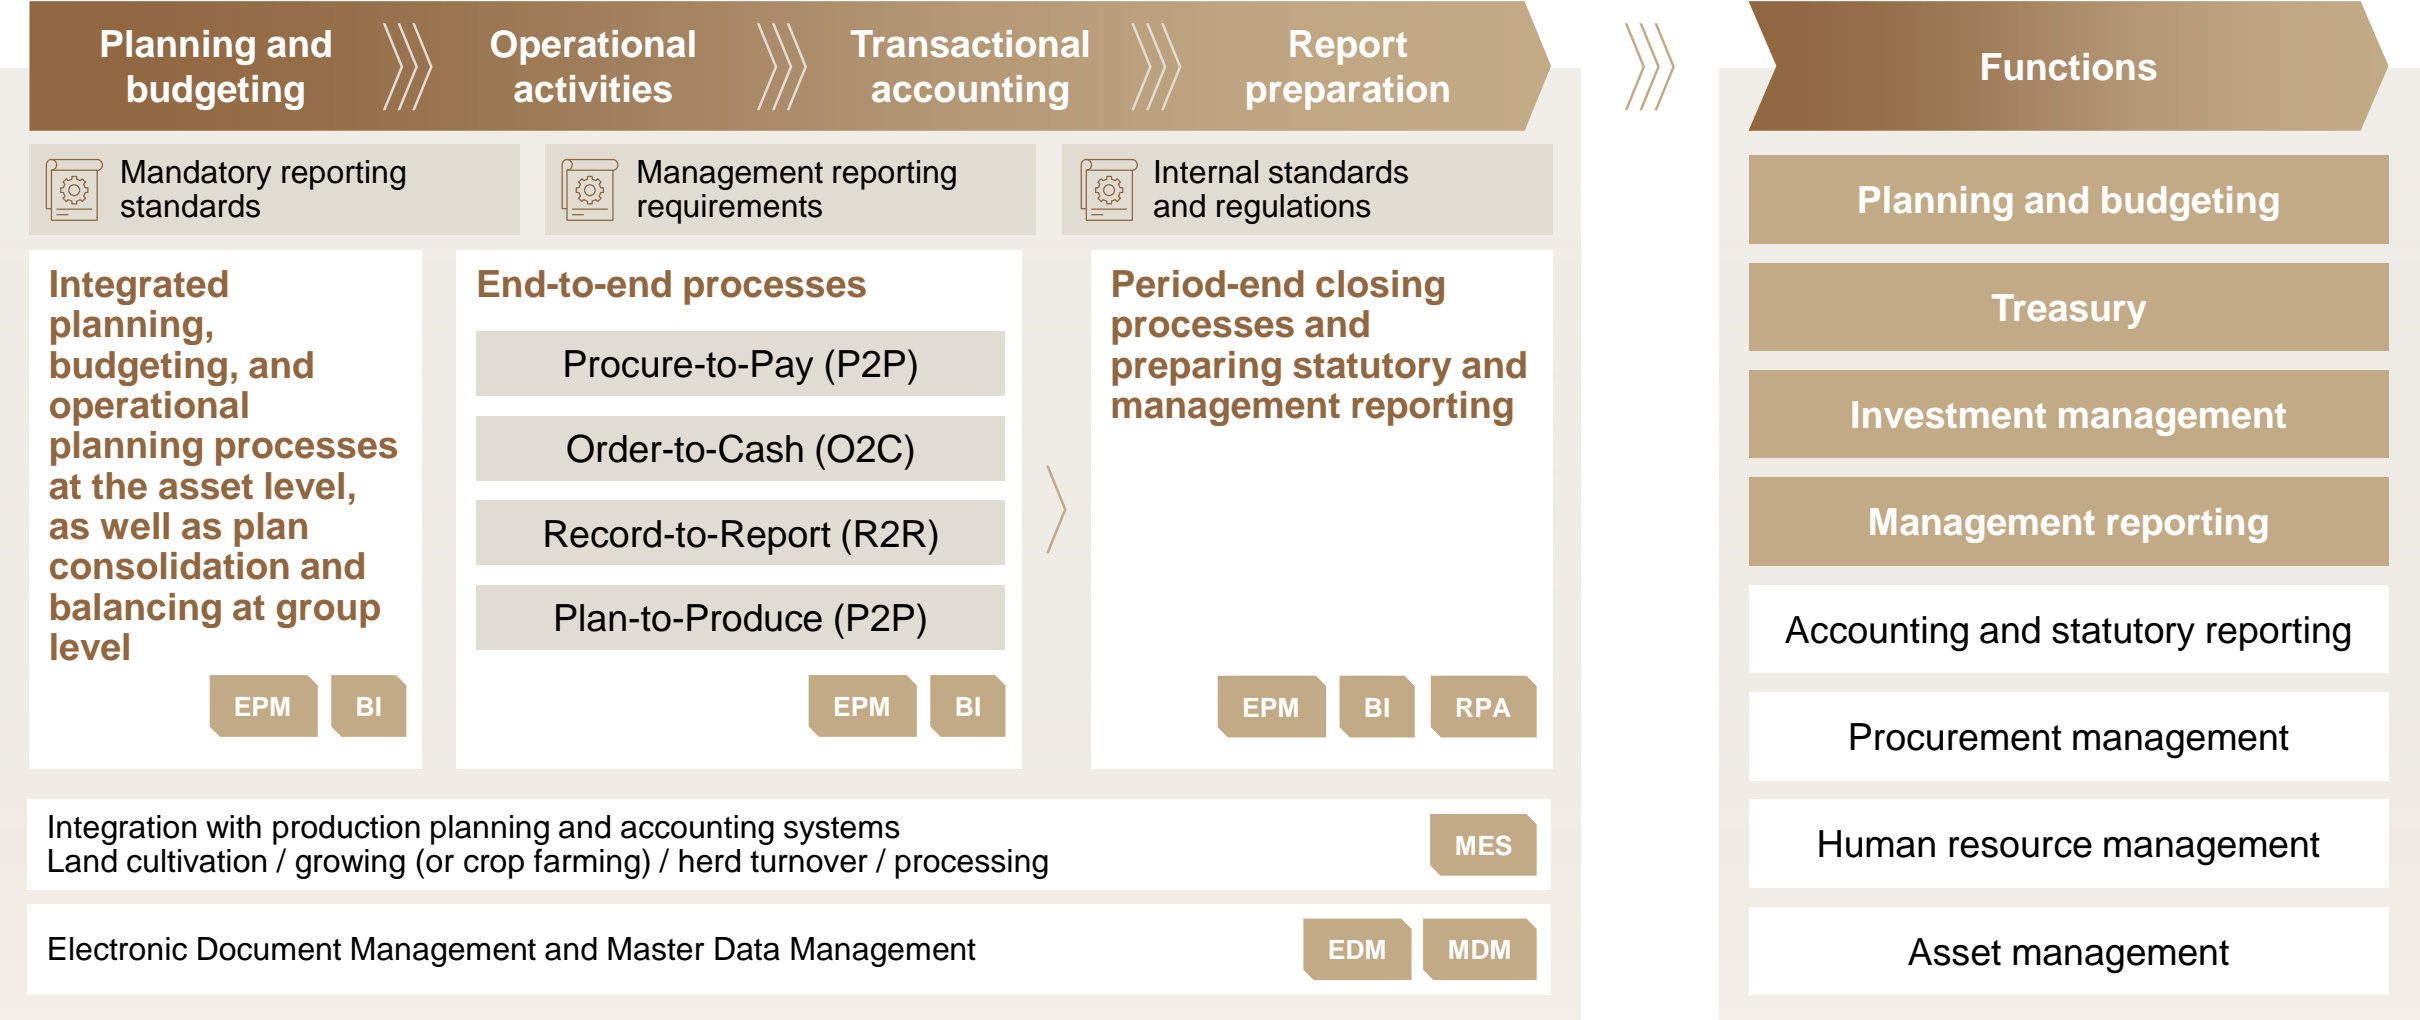 Planning and
budgeting
Operational
activities
Transactional
accounting
Report
preparation
Functions
Mandatory reporting
standards
Management reporting
requirements
Internal standards
and regulations
Integrated
planning,
budgeting, and
operational
planning processes
at the asset level,
as well as plan
consolidation and
balancing at group
level
EPM
BI
End-to-end processes
Procure-to-Pay (P2P)
Order-to-Cash (O2C)
Record-to-Report (R2R)
Plan-to-Produce (P2P)
EPM
BI
Period-end closing
processes and
preparing statutory and
management reporting
EPM
BI
RPA
Integration with production planning and accounting systems
Land cultivation / growing (or crop farming) / herd turnover / processing
MES
Electronic Document Management and Master Data Management
EDM
MDM
Planning and budgeting
Treasury
Investment management
Management reporting
Accounting and statutory reporting
Procurement management
Human resource management
Asset management